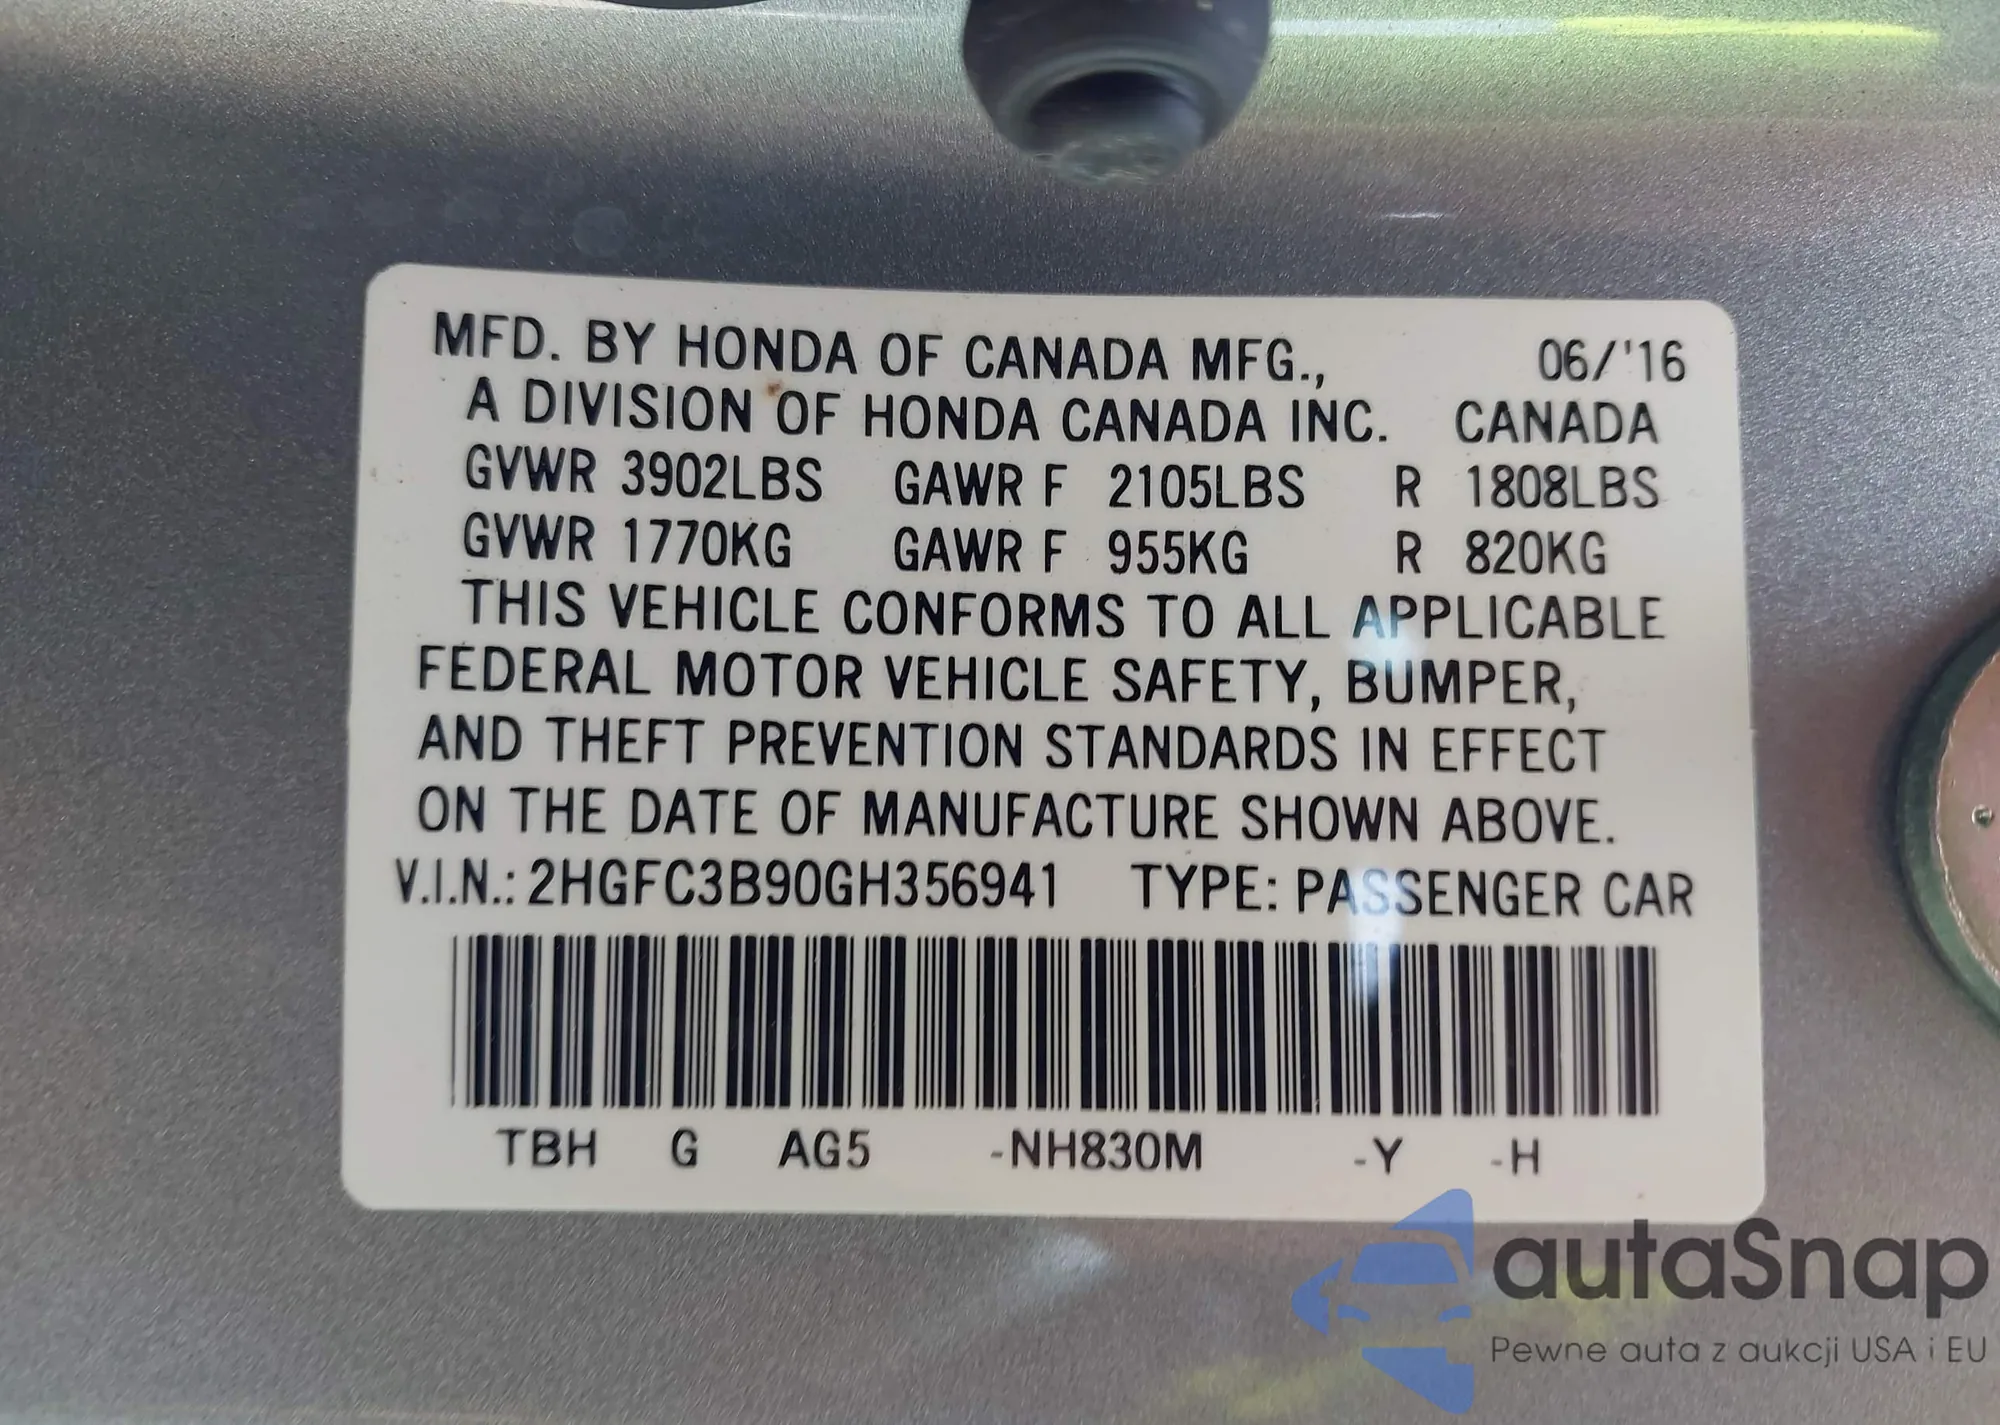 MFD. BY HONDA OF CANADA MFG., 06/'16
A DIVISION OF HONDA CANADA INC. CANADA
GVWR 3902LBS GAWR F 2105LBS R 1808LBS
GVWR 1770KG GAWR F 955KG R 820KG
THIS VEHICLE CONFORMS TO ALL APPLICABLE
FEDERAL MOTOR VEHICLE SAFETY, BUMPER,
AND THEFT PREVENTION STANDARDS IN EFFECT
ON THE DATE OF MANUFACTURE SHOWN ABOVE.
V.I.N.: 2HGFC3B90GH356941 TYPE: PASSENGER CAR
TBH G AG5 -NH830M -Y -H
autaSnap
Pewne auta z aukcji USA i EU